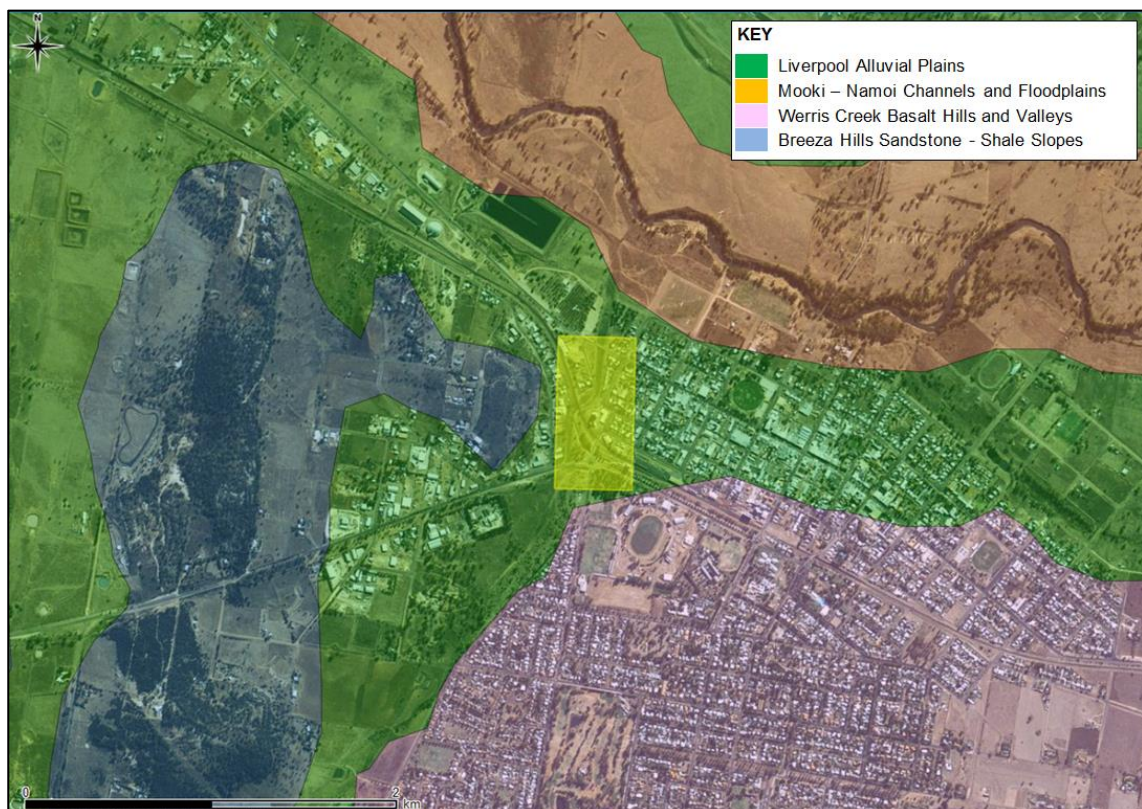 N
KEY
Liverpool Alluvial Plains
Mooki – Namoi Channels and Floodplains
Werris Creek Basalt Hills and Valleys
Breeza Hills Sandstone - Shale Slopes
0 2
km